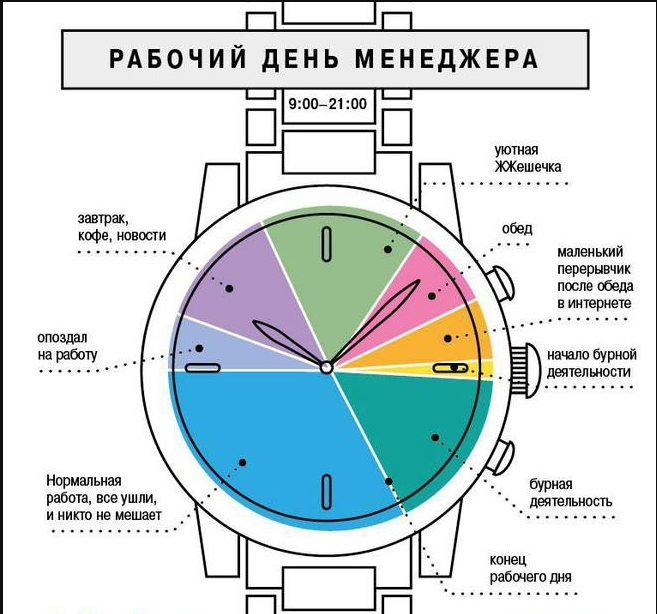 РАБОЧИЙ ДЕНЬ МЕНЕДЖЕРА
9:00–21:00
уютная
ЖЖешечка
завтрак,
кофе, новости
обед
маленький
перерывчик
после обеда
в интернете
опоздал
на работу
начало бурной
деятельности
Нормальная
работа, все ушли,
и никто не мешает
бурная
деятельность
конец
рабочего дня